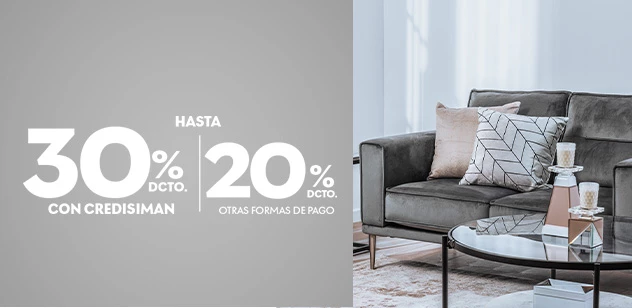 HASTA
30% DCTO.
CON CREDISIMAN
20% DCTO.
OTRAS FORMAS DE PAGO